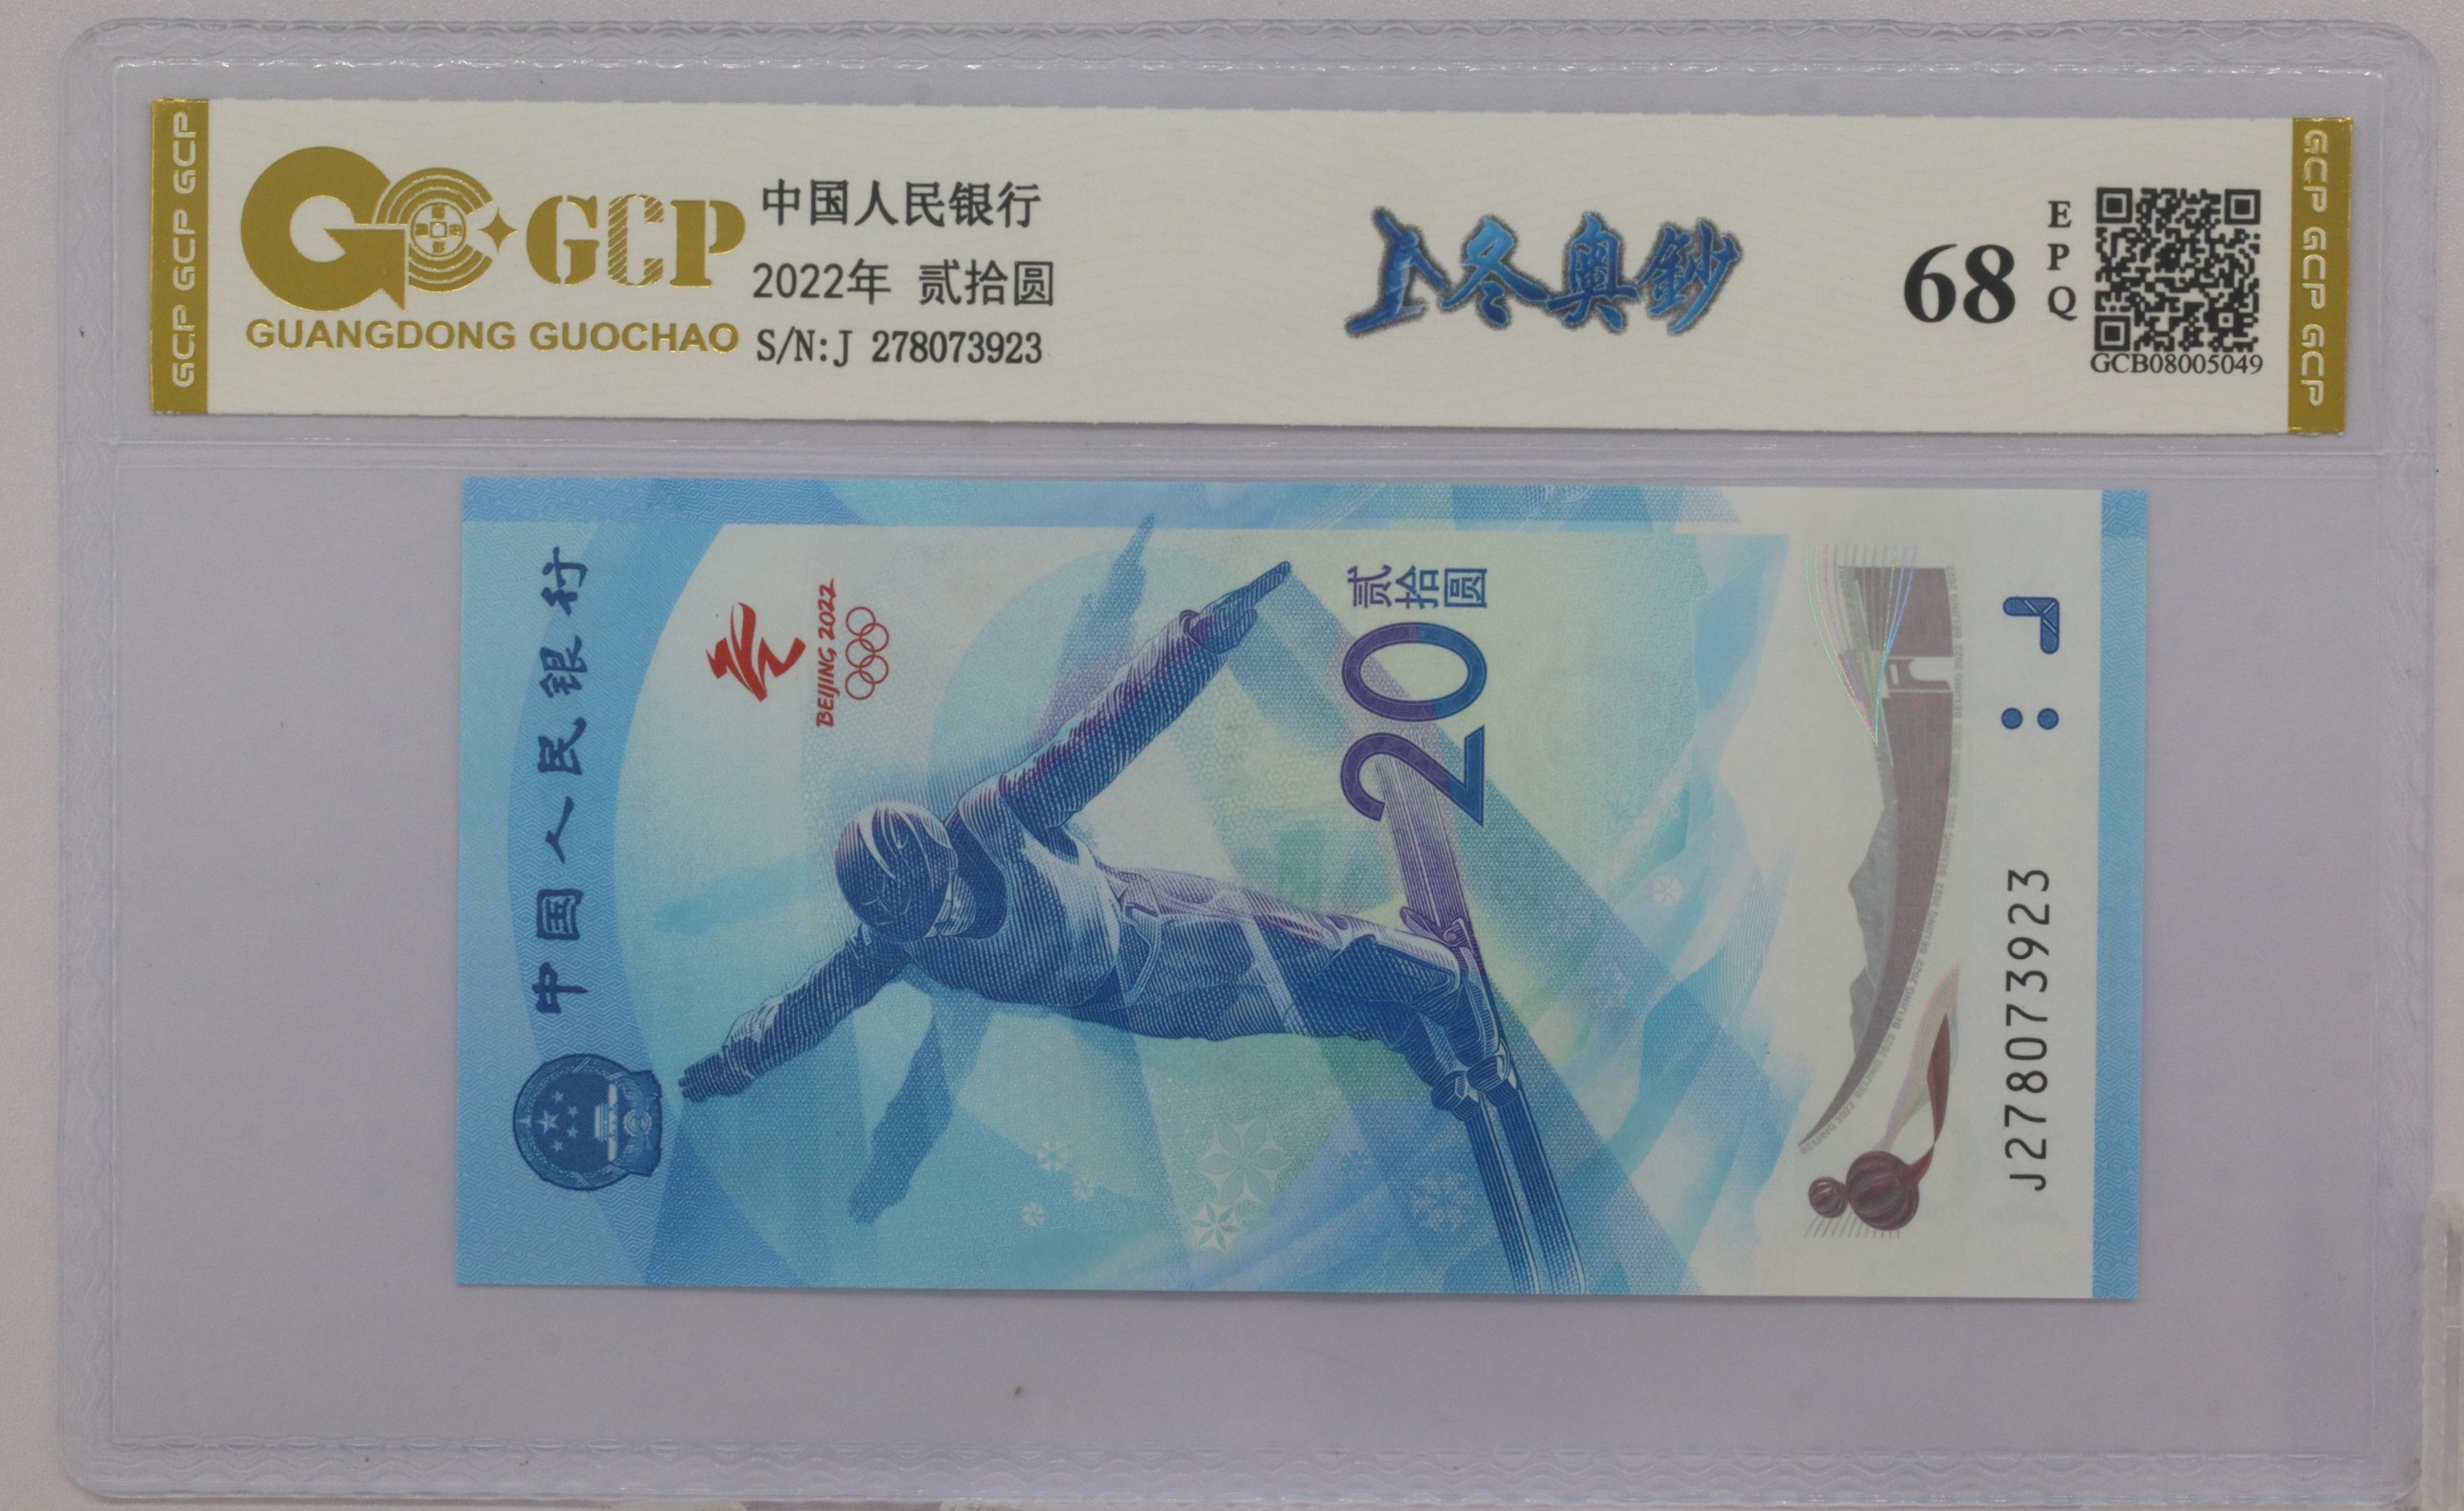 GCP GCP GCP
GCP
GUANGDONG GUOCHAO
中国人民银行
2022年 贰拾圆
S/N:J 278073923
冬奥鈔
68
E
P
Q
GCB08005049
GCP GCP GCP
中国人民银行
BEIJING 2022
20
贰拾圆
J278073923